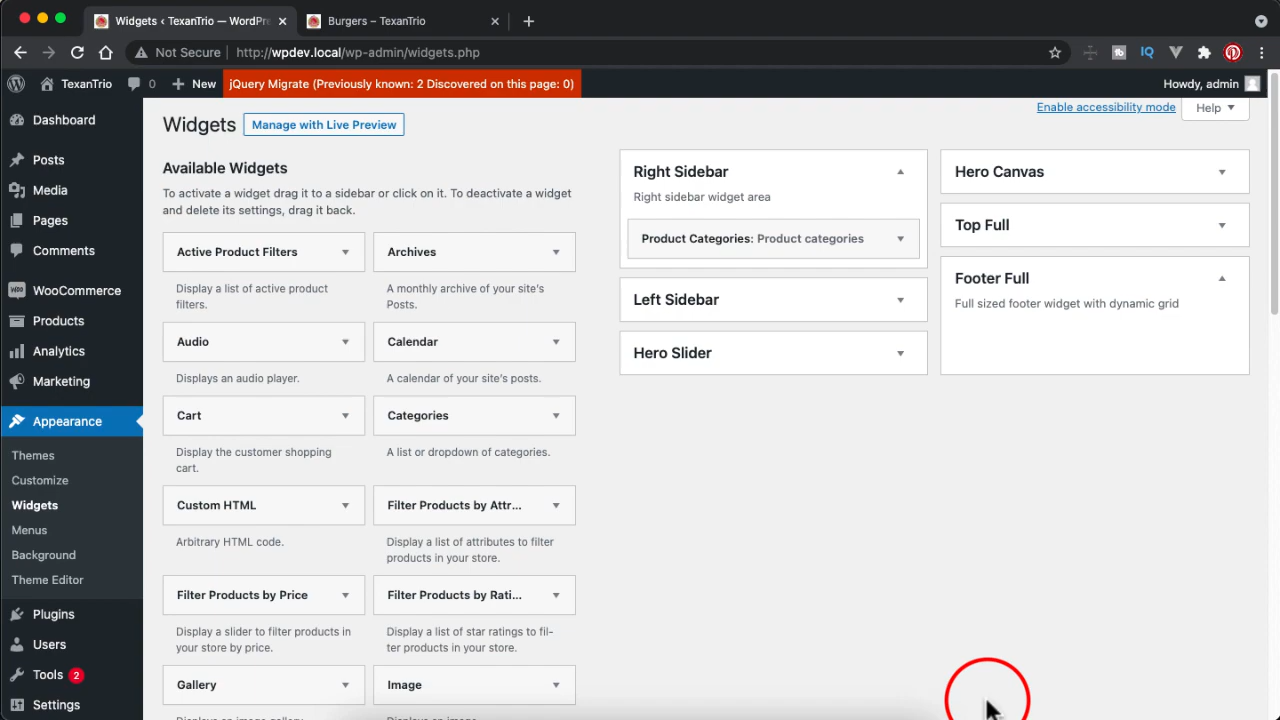 Widgets ‹ TexanTrio — WordPre
Burgers – TexanTrio
Not Secure
http://wpdev.local/wp-admin/widgets.php
IQ
TexanTrio
0
New
jQuery Migrate (Previously known: 2 Discovered on this page: 0)
Howdy, admin
Dashboard
Posts
Media
Pages
Comments
WooCommerce
Products
Analytics
Marketing
Appearance
Themes
Customize
Widgets
Menus
Background
Theme Editor
Plugins
Users
Tools 2
Settings
Enable accessibility mode
Help
Widgets
Manage with Live Preview
Available Widgets
To activate a widget drag it to a sidebar or click on it. To deactivate a widget
and delete its settings, drag it back.
Active Product Filters
Display a list of active product
filters.
Archives
A monthly archive of your site's
Posts.
Audio
Displays an audio player.
Calendar
A calendar of your site's posts.
Cart
Display the customer shopping
cart.
Categories
A list or dropdown of categories.
Custom HTML
Arbitrary HTML code.
Filter Products by Attr...
Display a list of attributes to filter
products in your store.
Filter Products by Price
Display a slider to filter products in
your store by price.
Filter Products by Rati...
Display a list of star ratings to fil-
ter products in your store.
Gallery
Image
Right Sidebar
Right sidebar widget area
Product Categories: Product categories
Left Sidebar
Hero Slider
Hero Canvas
Top Full
Footer Full
Full sized footer widget with dynamic grid